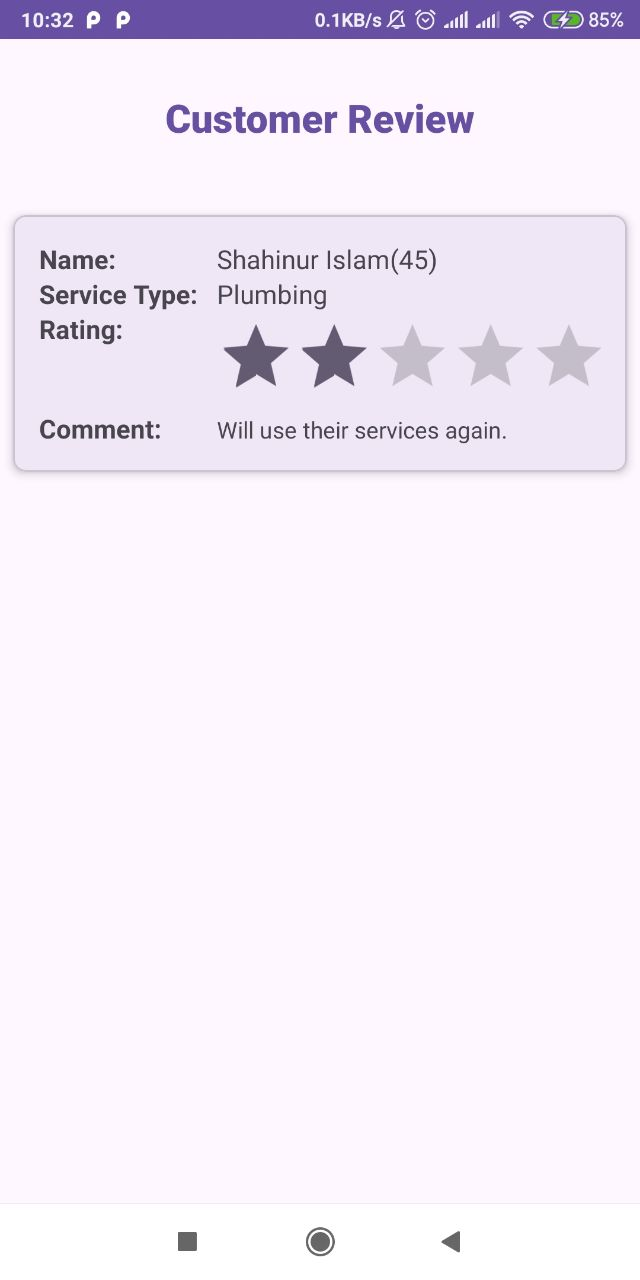 10:32 0.1KB/s 85%
Customer Review
Name: Shahinur Islam(45)
Service Type: Plumbing
Rating:
Comment: Will use their services again.